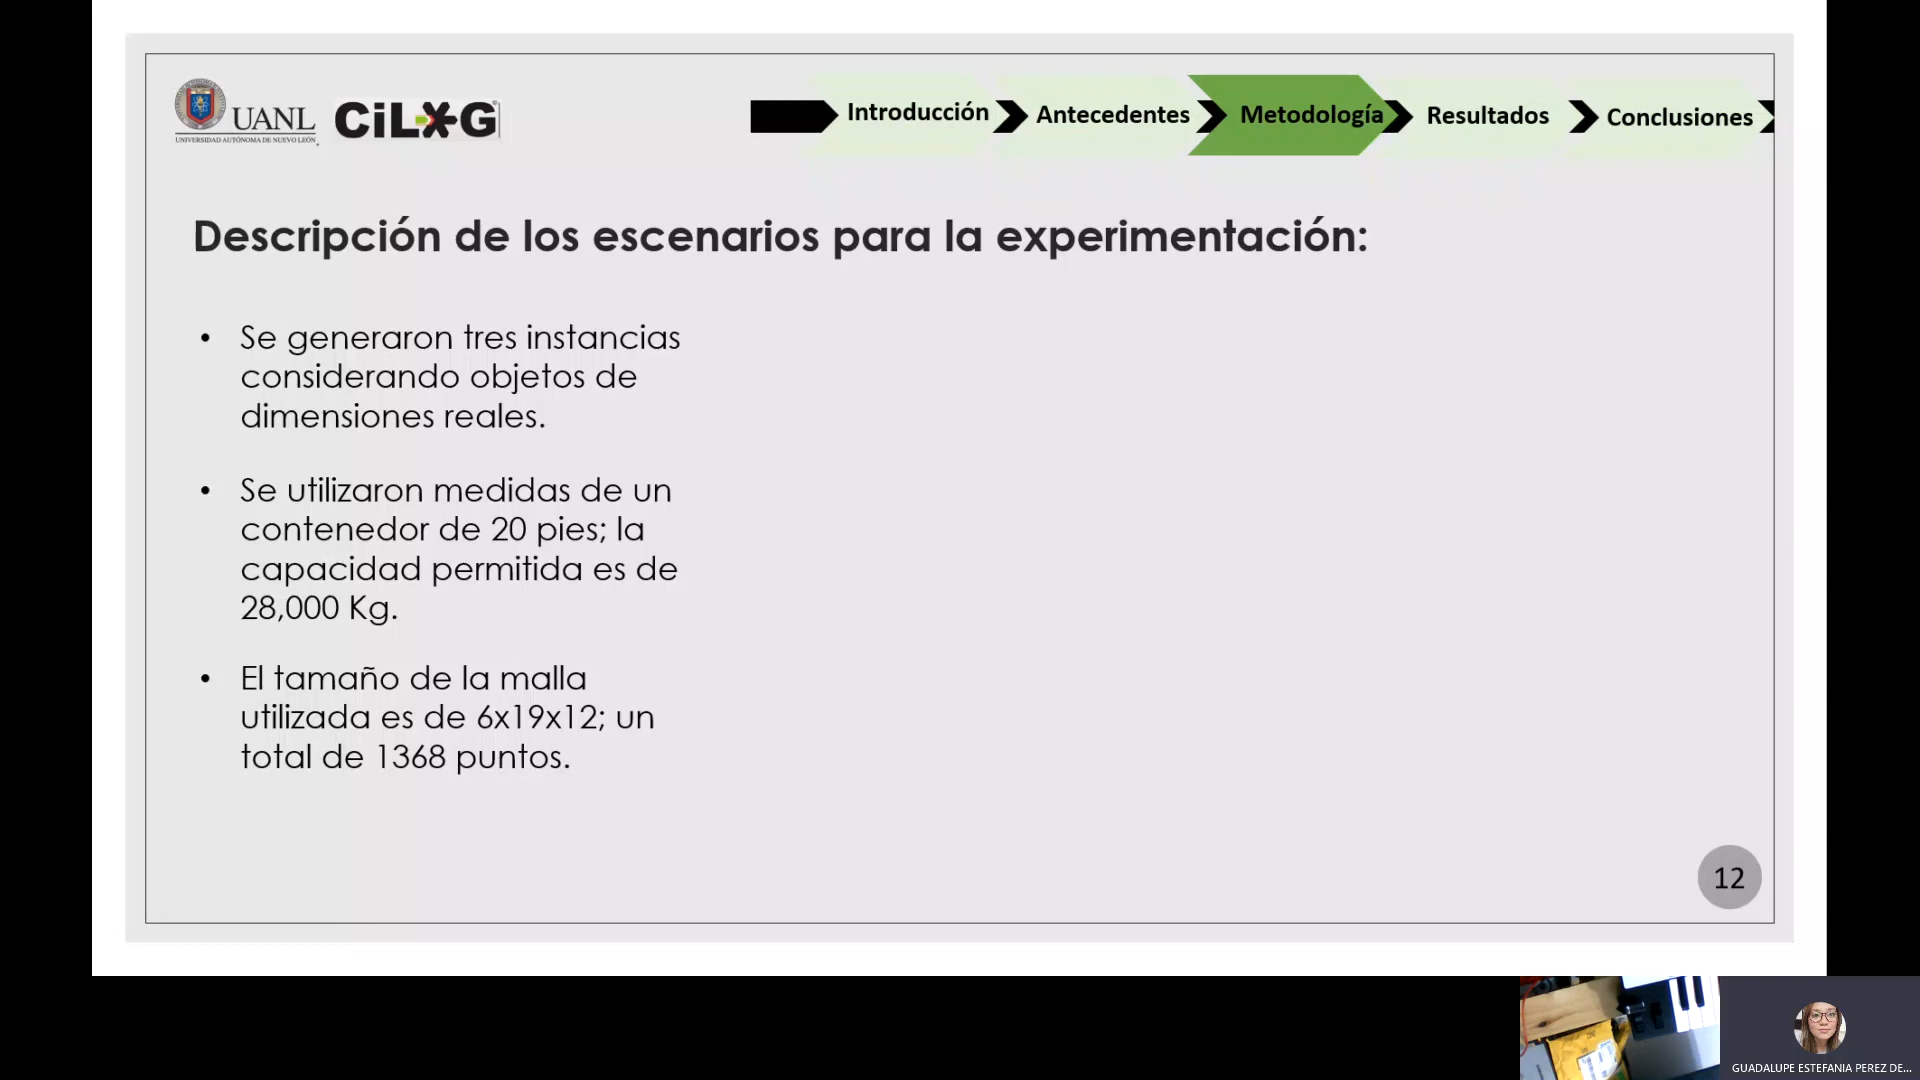 UANL
UNIVERSIDAD AUTÓNOMA DE NUEVO LEÓN
CiLOG
Introducción
Antecedentes
Metodología
Resultados
Conclusiones
Descripción de los escenarios para la experimentación:
• Se generaron tres instancias
considerando objetos de
dimensiones reales.
• Se utilizaron medidas de un
contenedor de 20 pies; la
capacidad permitida es de
28,000 Kg.
• El tamaño de la malla
utilizada es de 6x19x12; un
total de 1368 puntos.
12
GUADALUPE ESTEFANIA PEREZ DE...